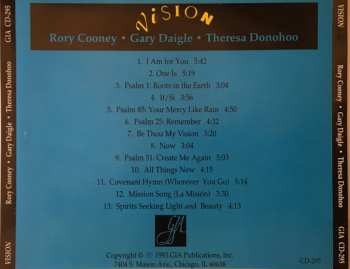 VISION
Rory Cooney • Gary Daigle • Theresa Donohoo
1. I Am for You 5:42
2. One Is 5:19
3. Psalm 1: Roots in the Earth 3:04
4. If/Si 3:36
5. Psalm 85: Your Mercy Like Rain 4:50
6. Psalm 25: Remember 4:32
7. Be Thou My Vision 4:20
8. Now 3:04
9. Psalm 51: Create Me Again 5:03
10. All Things New 4:15
11. Covenant Hymn (Wherever You Go) 5:14
12. Mission Song (La Misión) 3:30
13. Spirits Seeking Light and Beauty 4:13
GIA
Copyright © ℗ 1993 GIA Publications, Inc.
7404 S. Mason Ave., Chicago, IL 60638
CD-295
VISION Rory Cooney • Gary Daigle • Theresa Donohoo GIA CD-295
VISION Rory Cooney • Gary Daigle • Theresa Donohoo GIA CD-295